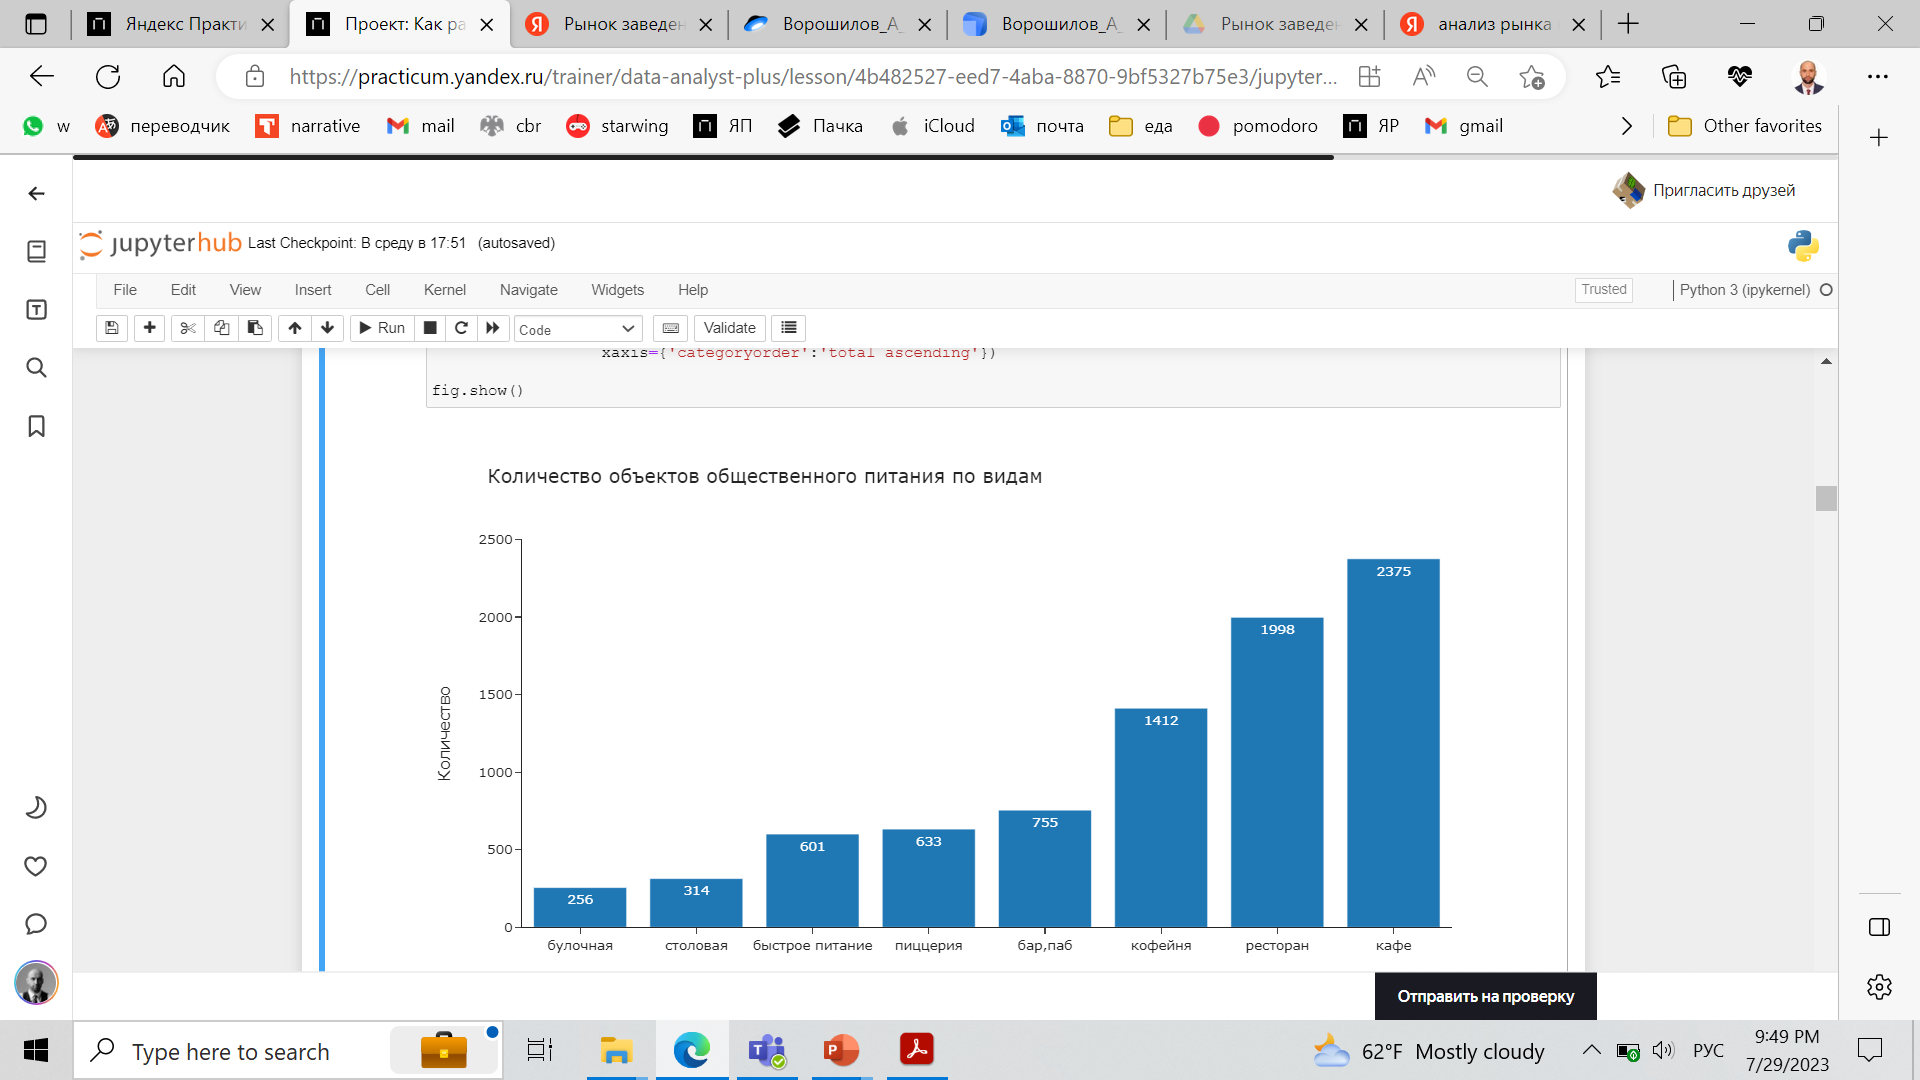 Яндекс Практи
Проект: Как ра
Рынок заведен
Ворошилов_А_
Ворошилов_А_
Рынок заведен
анализ рынка
https://practicum.yandex.ru/trainer/data-analyst-plus/lesson/4b482527-eed7-4aba-8870-9bf5327b75e3/jupyter...
w
переводчик
narrative
mail
cbr
starwing
ЯП
Пачка
iCloud
почта
еда
pomodoro
ЯР
gmail
Other favorites
Пригласить друзей
jupyterhub Last Checkpoint: В среду в 17:51 (autosaved)
File Edit View Insert Cell Kernel Navigate Widgets Help
Trusted
Python 3 (ipykernel)
Run
Code
Validate
xaxis={'categoryorder':'total ascending'})
fig.show()
Количество объектов общественного питания по видам
Количество
2500
2000
1500
1000
500
0
256
314
601
633
755
1412
1998
2375
булочная
столовая
быстрое питание
пиццерия
бар,паб
кофейня
ресторан
кафе
Отправить на проверку
Type here to search
62°F Mostly cloudy
РУС
9:49 PM
7/29/2023